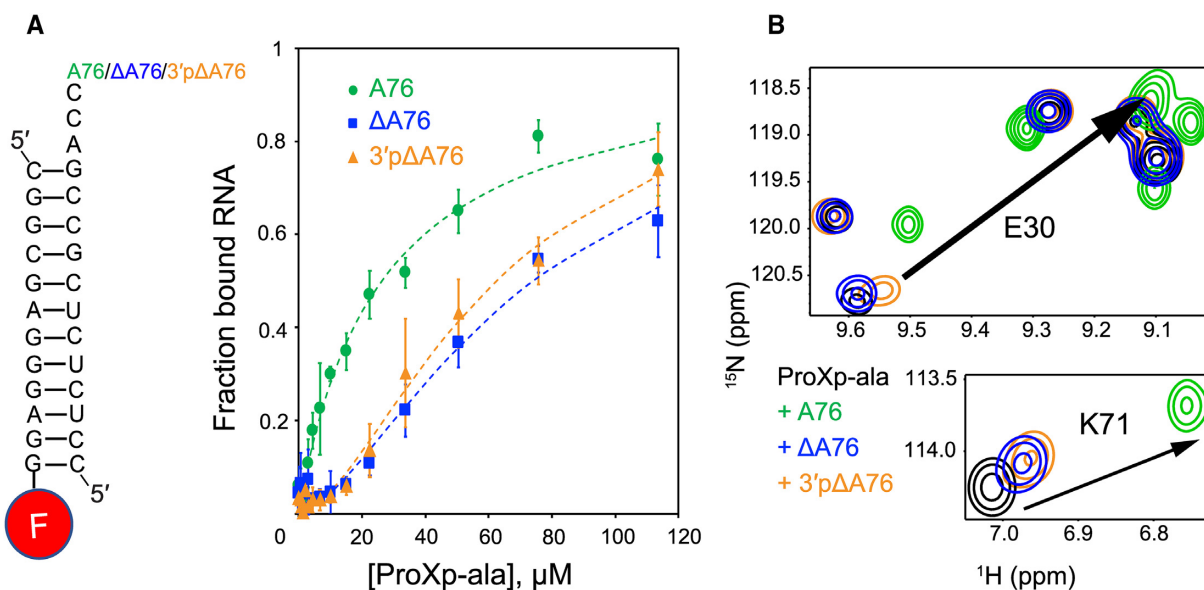 A
A76/ΔA76/3′pΔA76
C
C
A
5′
C–G
G–C
G–C
C–G
G–C
A–U
G–C
G–U
G–C
A–U
G–C
G–C
5′
F
Fraction bound RNA
1
0.8
0.6
0.4
0.2
0
20
40
60
80
100
120
[ProXp-ala], µM
A76
ΔA76
3′pΔA76
B
118.5
119.0
119.5
120.0
120.5
E30
9.6
9.5
9.4
9.3
9.2
9.1
¹⁵N (ppm)
ProXp-ala
+ A76
+ ΔA76
+ 3′pΔA76
113.5
114.0
K71
7.0
6.9
6.8
¹H (ppm)